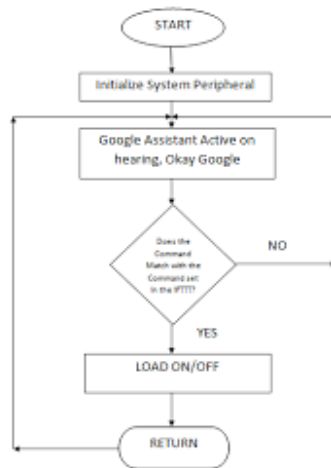 START
Initialize System Peripheral
Google Assistant Active on
hearing, Okay Google
Does the
Command
Match with the
Command set
in the IFTTT?
NO
YES
LOAD ON/OFF
RETURN